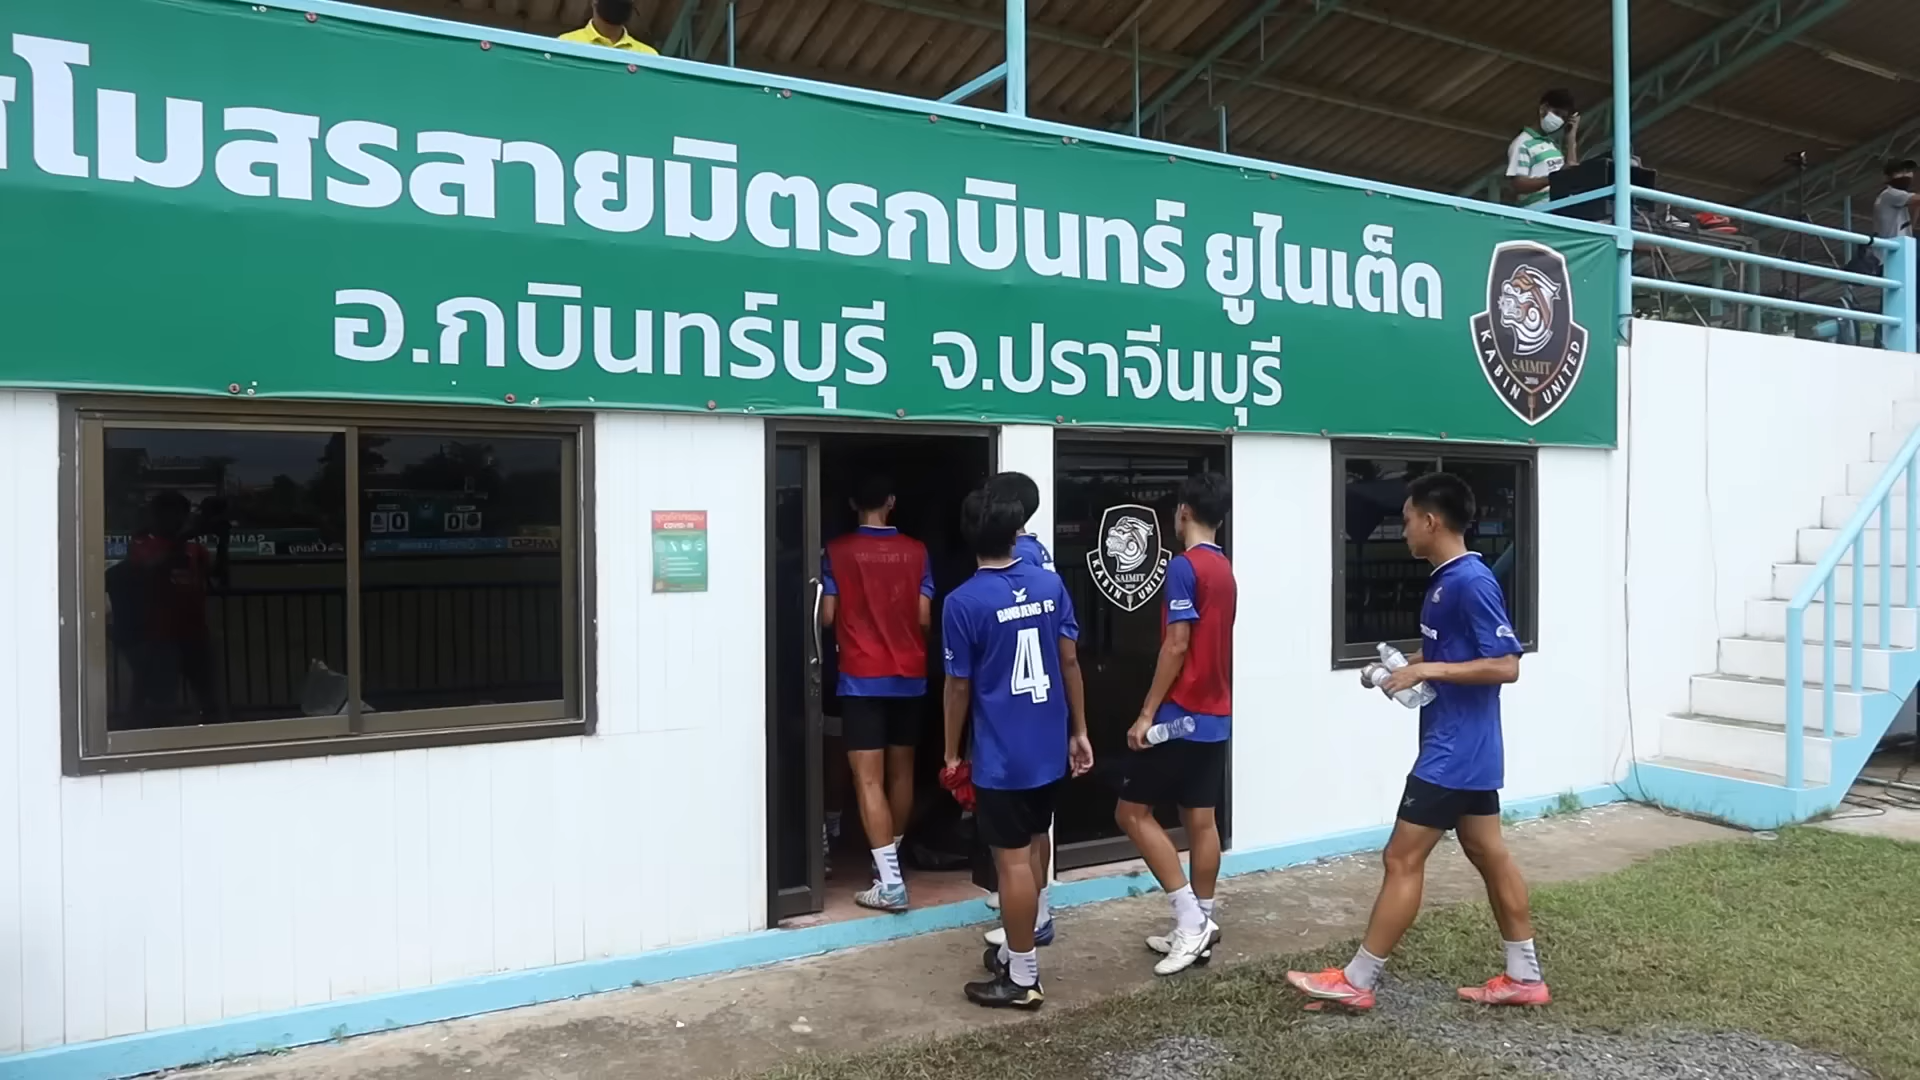 สโมสรสายมิตรกบินทร์ ยูไนเต็ด
อ.กบินทร์บุรี จ.ปราจีนบุรี
SAIMIT
2016
KABIN UNITED
COVID-19
SAIMIT
KABIN UNITED
BANBUENG FC
4
0 0
Chang